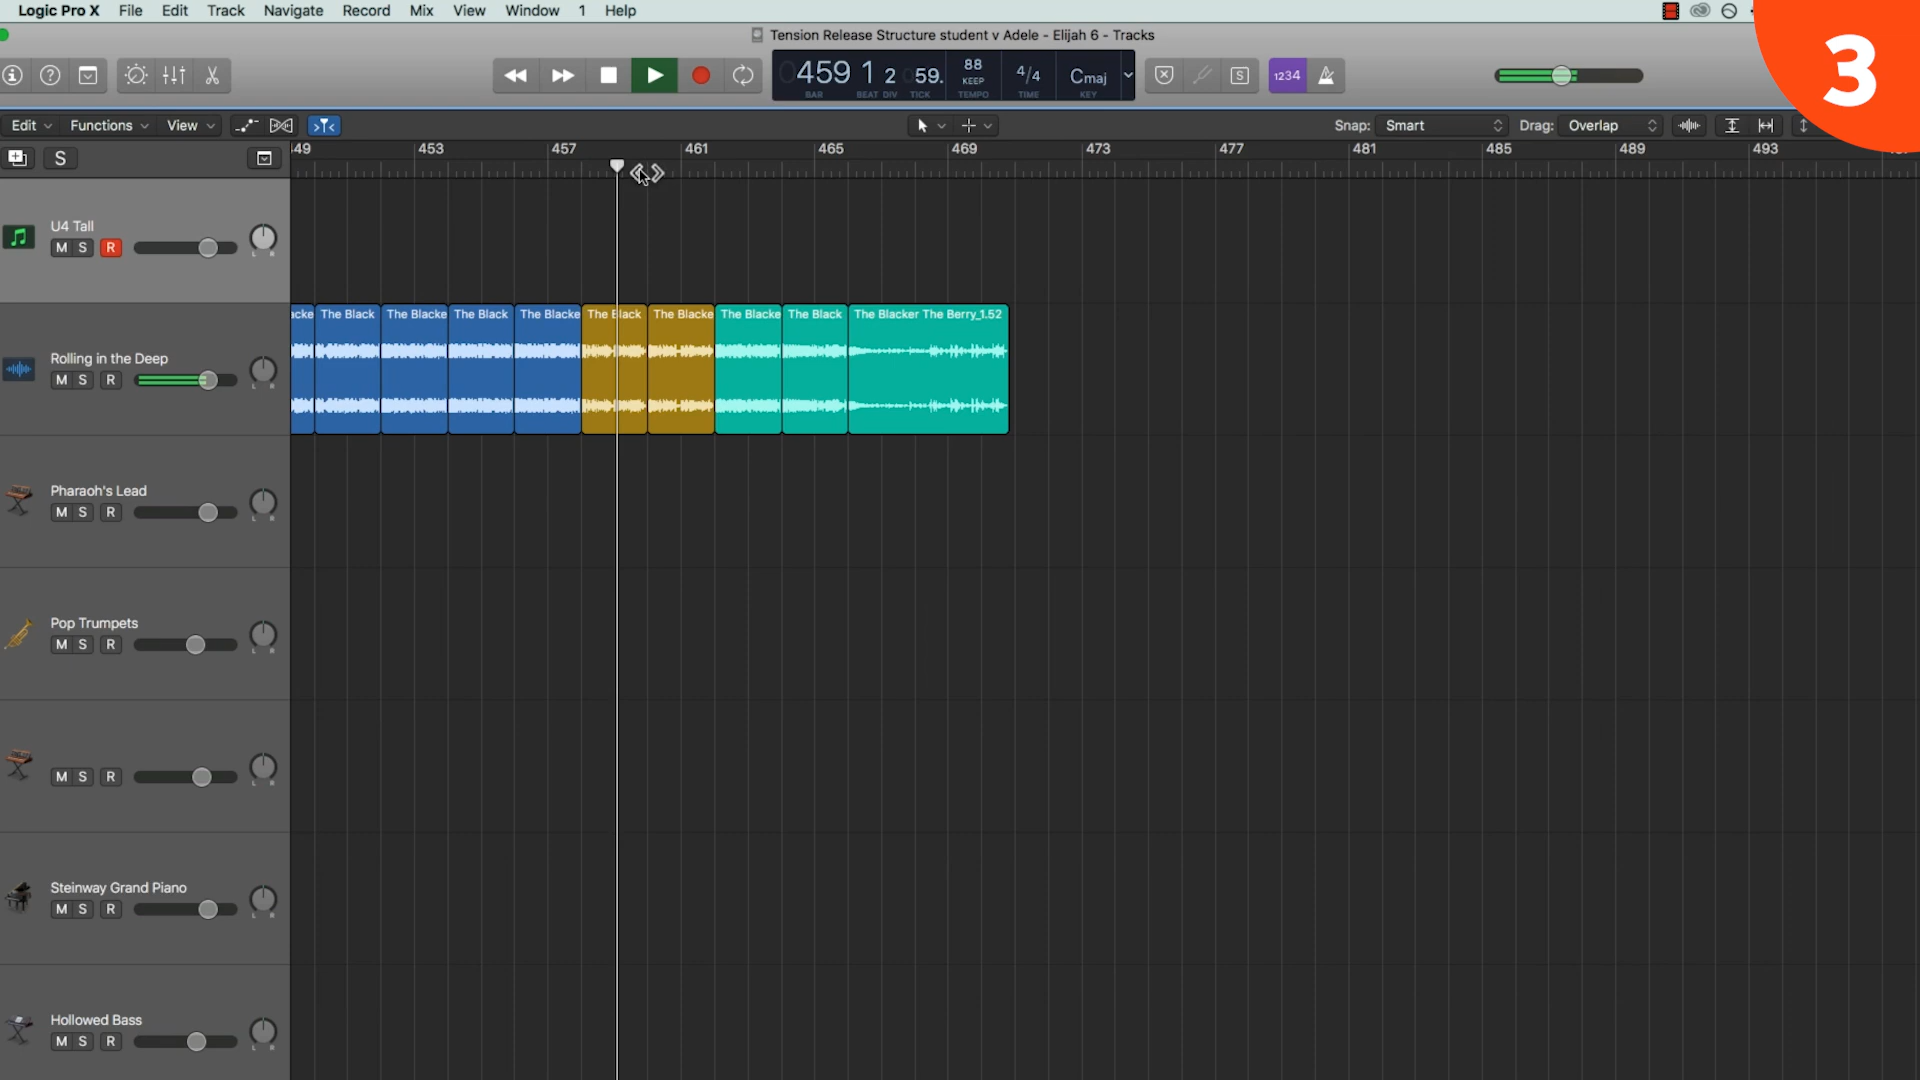 Logic Pro X File Edit Track Navigate Record Mix View Window 1 Help
3
Tension Release Structure student v Adele - Elijah 6 - Tracks
0459 1 2 59. 88 KEEP 4/4 Cmaj 1234
BAR BEAT DIV TICK TEMPO TIME KEY
S
Edit Functions View Snap: Smart Drag: Overlap
S
449 453 457 461 465 469 473 477 481 485 489 493
U4 Tall
M S R
L R
acke The Black The Blacke The Black The Blacke The Black The Blacke The Blacke The Black The Blacker The Berry_1.52
Rolling in the Deep
M S R
L R
Pharaoh's Lead
M S R
L R
Pop Trumpets
M S R
L R
M S R
L R
Steinway Grand Piano
M S R
L R
Hollowed Bass
M S R
L R